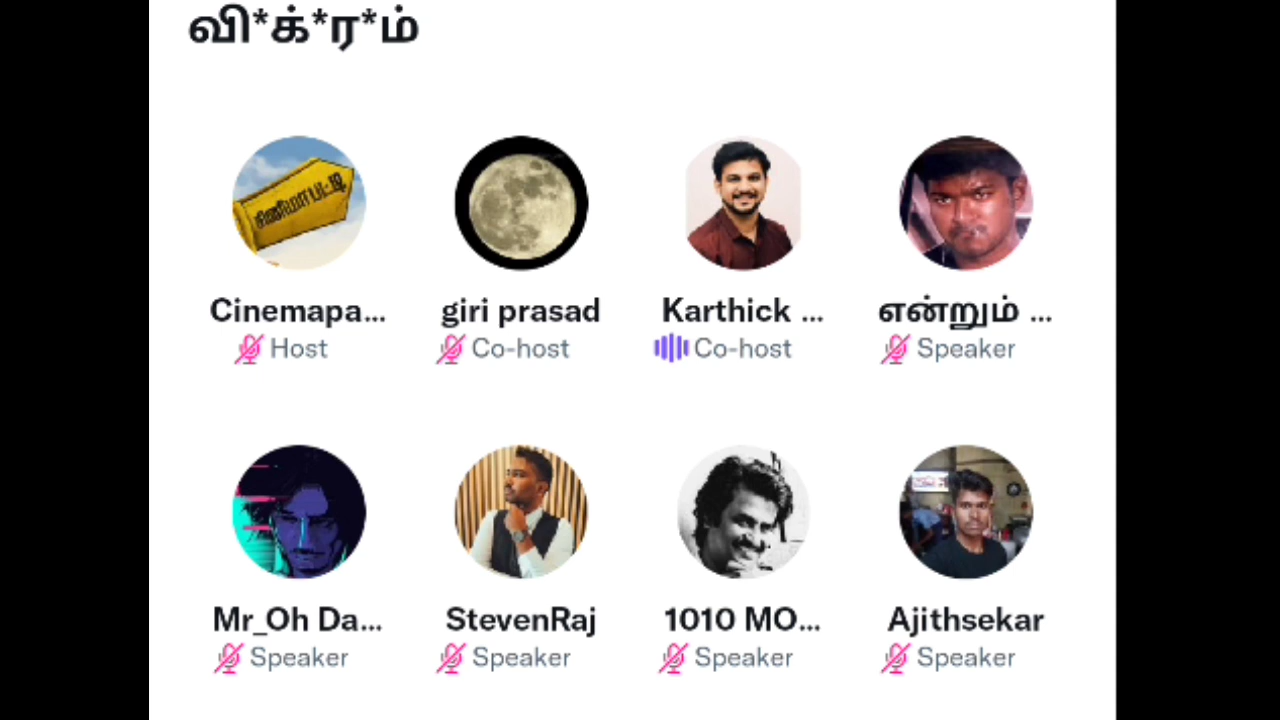 வி*க்*ர*ம்
சினிமாபட்டி
Cinemapa... giri prasad Karthick ... என்றும் ...
Host Co-host Co-host Speaker
Mr_Oh Da... StevenRaj 1010 MO... Ajithsekar
Speaker Speaker Speaker Speaker